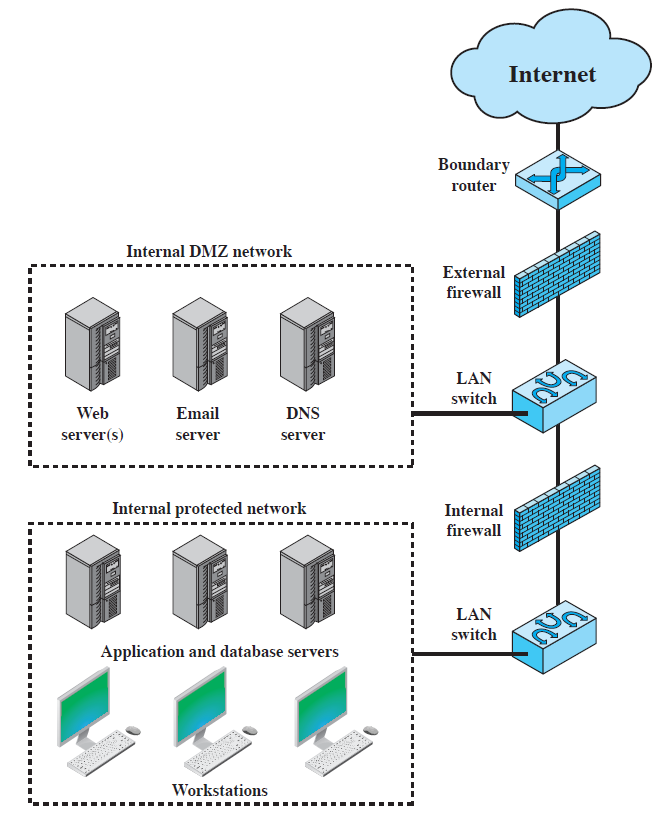 Internet
Boundary
router
Internal DMZ network
External
firewall
LAN
switch
Web
server(s)
Email
server
DNS
server
Internal protected network
Internal
firewall
LAN
switch
Application and database servers
Workstations